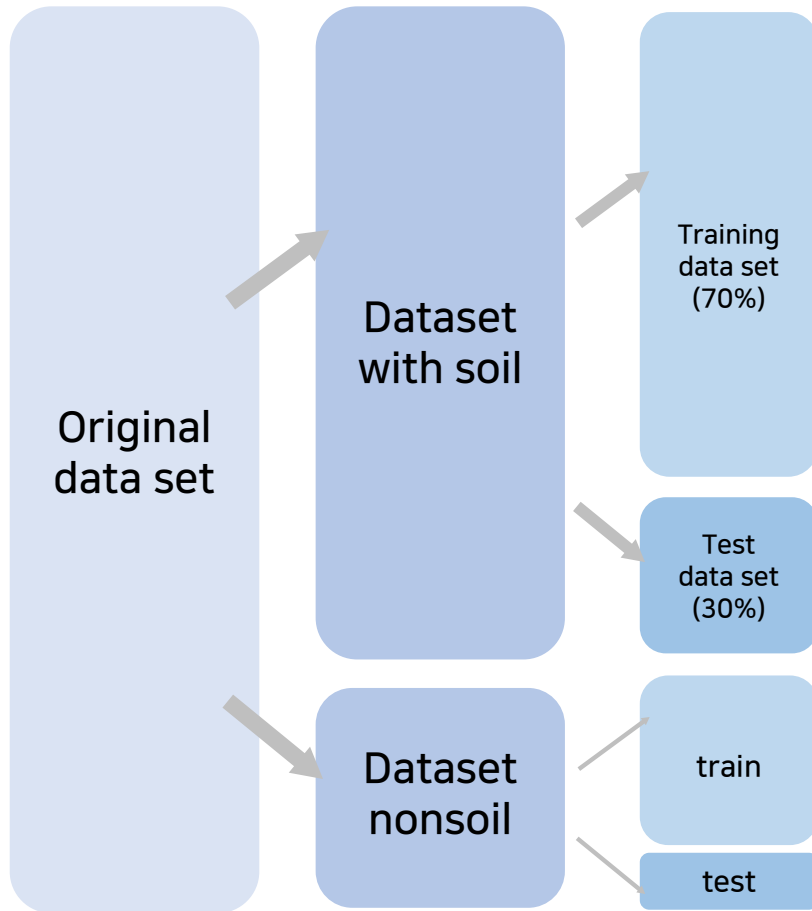 Original
data set
Dataset
with soil
Dataset
nonsoil
Training
data set
(70%)
Test
data set
(30%)
train
test